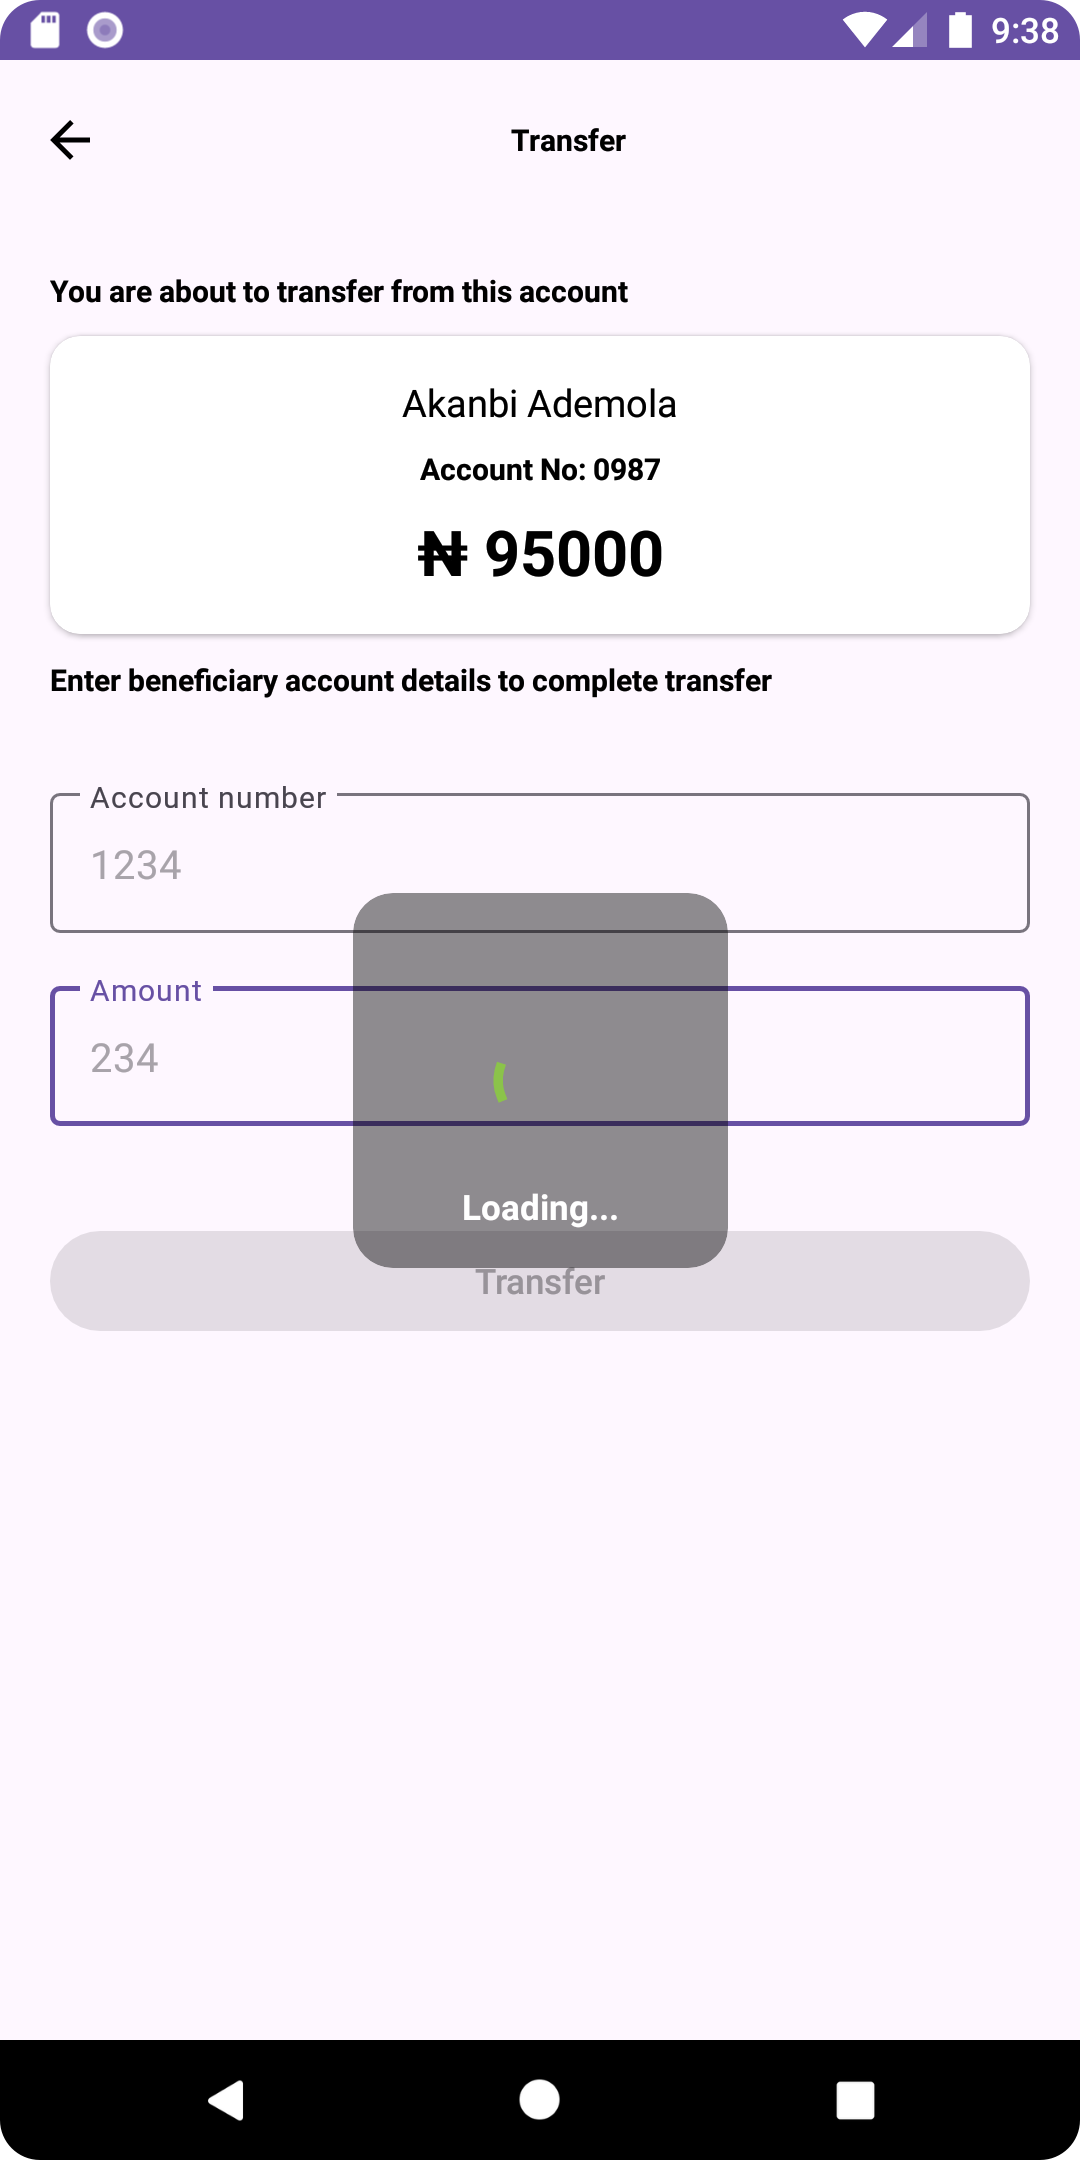 9:38
Transfer
You are about to transfer from this account
Akanbi Ademola
Account No: 0987
₦ 95000
Enter beneficiary account details to complete transfer
Account number
1234
Amount
234
Loading...
Transfer